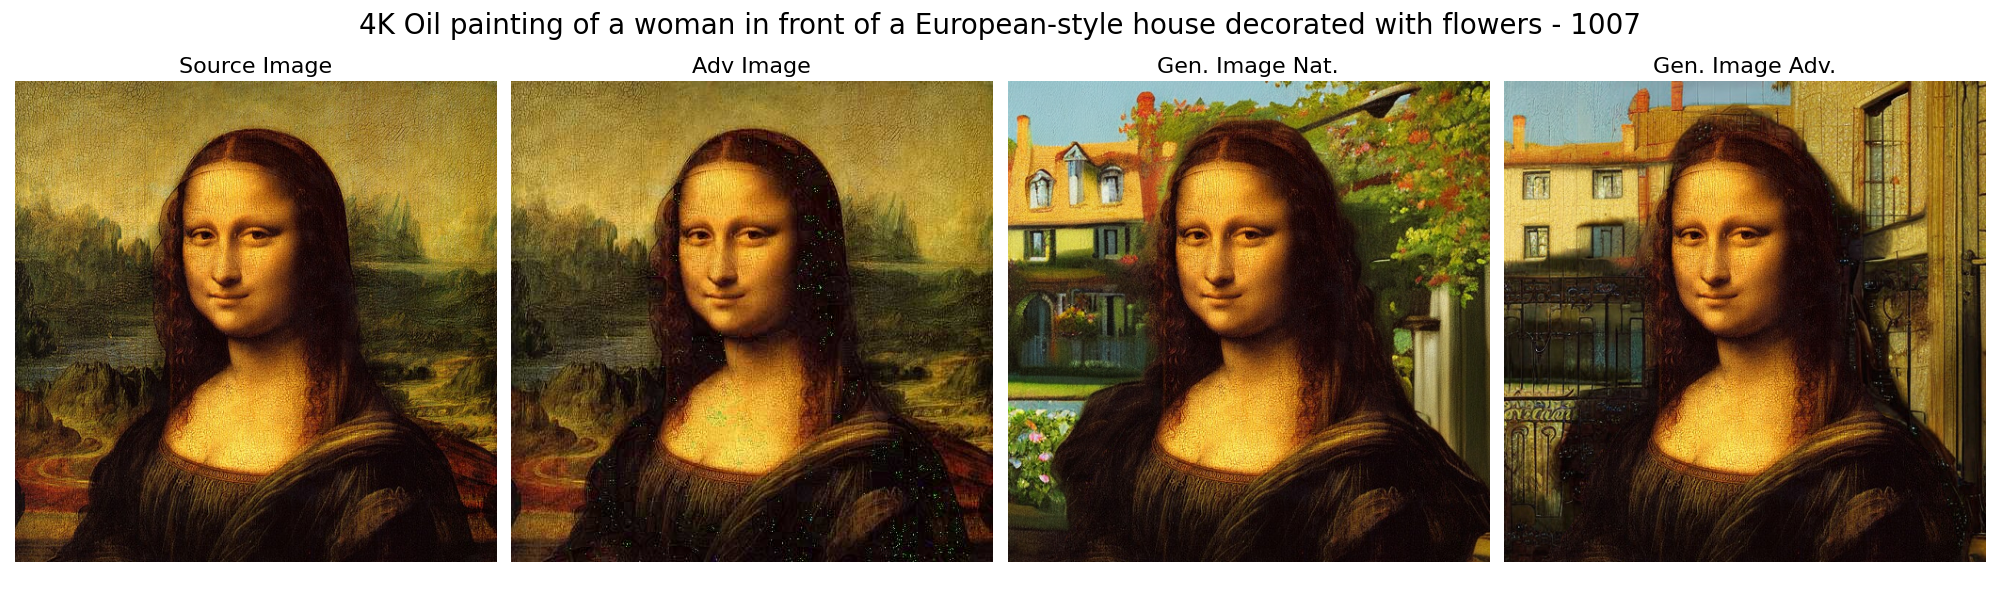 4K Oil painting of a woman in front of a European-style house decorated with flowers - 1007
Source Image
Adv Image
Gen. Image Nat.
Gen. Image Adv.